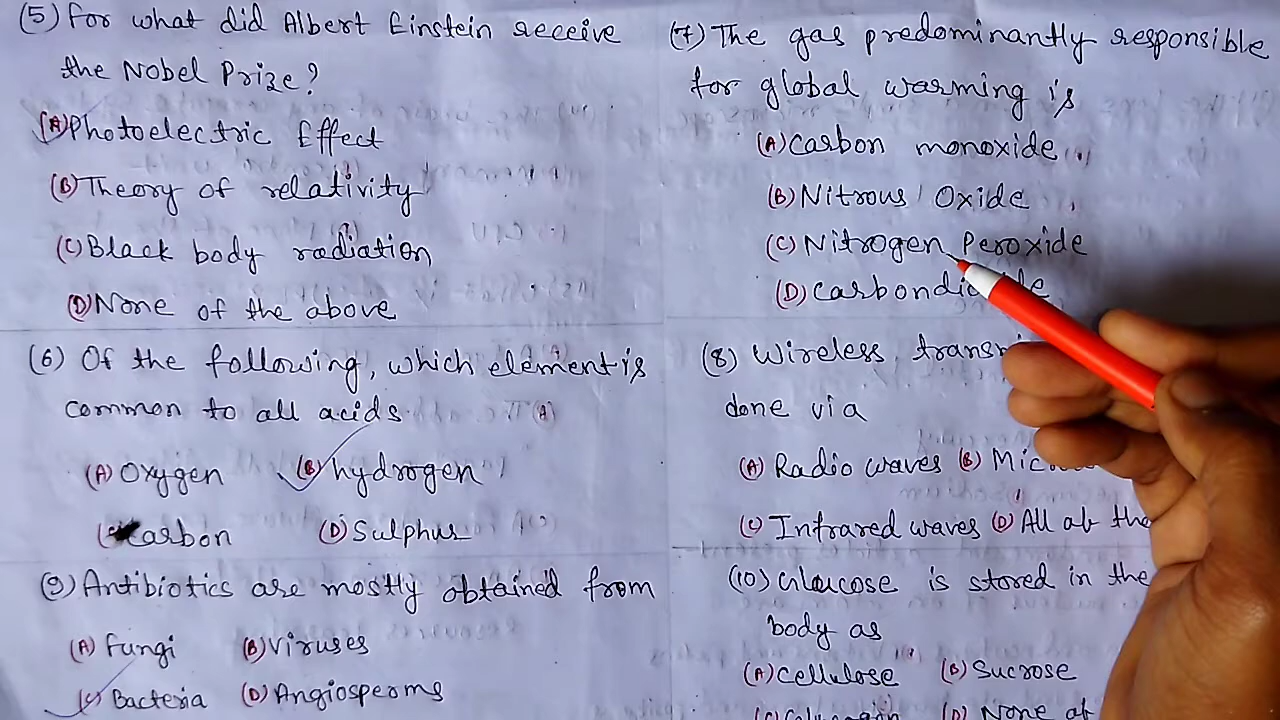 (5) For what did Albert Einstein receive
the Nobel Prize?
(A) Photoelectric Effect
(B) Theory of relativity
(C) Black body radiation
(D) None of the above
(6) Of the following, which element is
common to all acids.
(A) Oxygen (B) hydrogen
(C) Carbon (D) Sulphur
(9) Antibiotics are mostly obtained from
(A) Fungi (B) Viruses
(C) Bacteria (D) Angiosperms
(7) The gas predominantly responsible
for global warming is
(A) Carbon monoxide
(B) Nitrous Oxide
(C) Nitrogen Peroxide
(D)
(8) Wireless
done via
(A) Radio waves (B)
(C) Infrared waves (D) All of the
(10) Glucose is stored in the
body as
(A) Cellulose (B) Sucrose
(D) None of